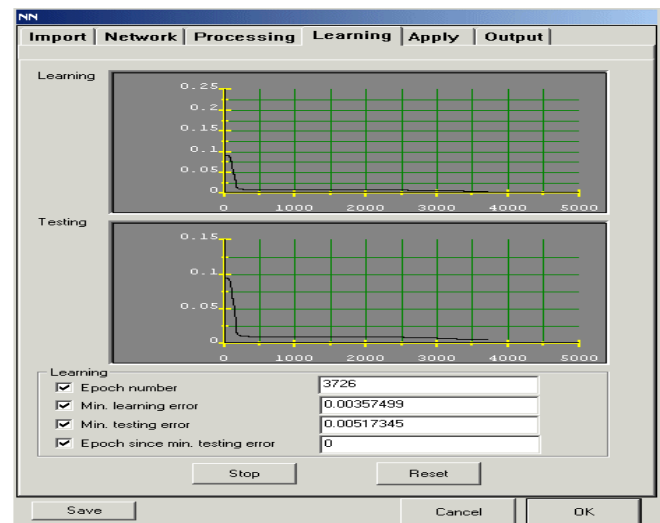 NN
Import Network Processing Learning Apply Output
Learning
0.25
0.2
0.15
0.1
0.05
0
0 1000 2000 3000 4000 5000
Testing
0.15
0.1
0.05
0
0 1000 2000 3000 4000 5000
Learning
Epoch number 3726
Min. learning error 0.00357499
Min. testing error 0.00517345
Epoch since min. testing error 0
Stop Reset
Save Cancel OK